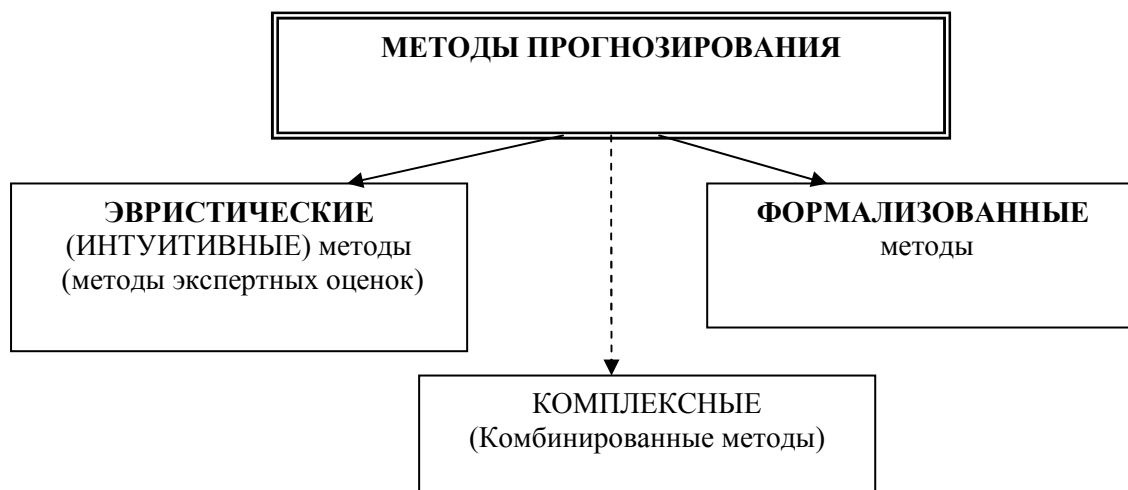 МЕТОДЫ ПРОГНОЗИРОВАНИЯ
ЭВРИСТИЧЕСКИЕ
(ИНТУИТИВНЫЕ) методы
(методы экспертных оценок)
ФОРМАЛИЗОВАННЫЕ
методы
КОМПЛЕКСНЫЕ
(Комбинированные методы)